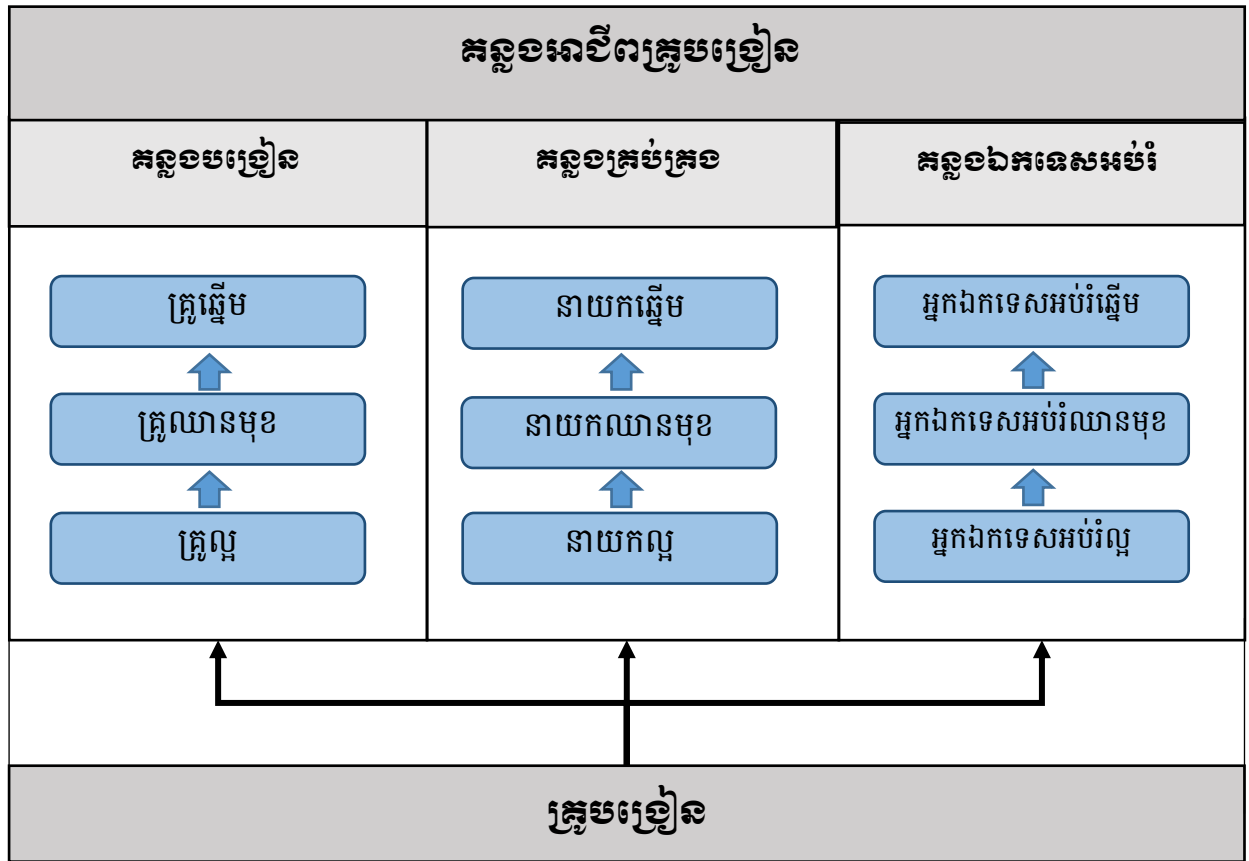 គន្លងអាជីពគ្រូបង្រៀន
គន្លងបង្រៀន
គន្លងគ្រប់គ្រង
គន្លងឯកទេសអប់រំ
គ្រូឆ្នើម
នាយកឆ្នើម
អ្នកឯកទេសអប់រំឆ្នើម
គ្រូឈានមុខ
នាយកឈានមុខ
អ្នកឯកទេសអប់រំឈានមុខ
គ្រូល្អ
នាយកល្អ
អ្នកឯកទេសអប់រំល្អ
គ្រូបង្រៀន